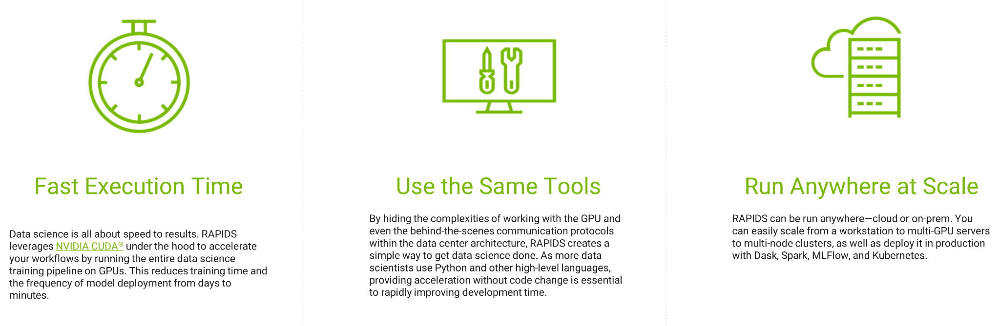 Fast Execution Time
Data science is all about speed to results. RAPIDS
leverages NVIDIA CUDA® under the hood to accelerate
your workflows by running the entire data science
training pipeline on GPUs. This reduces training time and
the frequency of model deployment from days to
minutes.
Use the Same Tools
By hiding the complexities of working with the GPU and
even the behind-the-scenes communication protocols
within the data center architecture, RAPIDS creates a
simple way to get data science done. As more data
scientists use Python and other high-level languages,
providing acceleration without code change is essential
to rapidly improving development time.
Run Anywhere at Scale
RAPIDS can be run anywhere—cloud or on-prem. You
can easily scale from a workstation to multi-GPU servers
to multi-node clusters, as well as deploy it in production
with Dask, Spark, MLFlow, and Kubernetes.